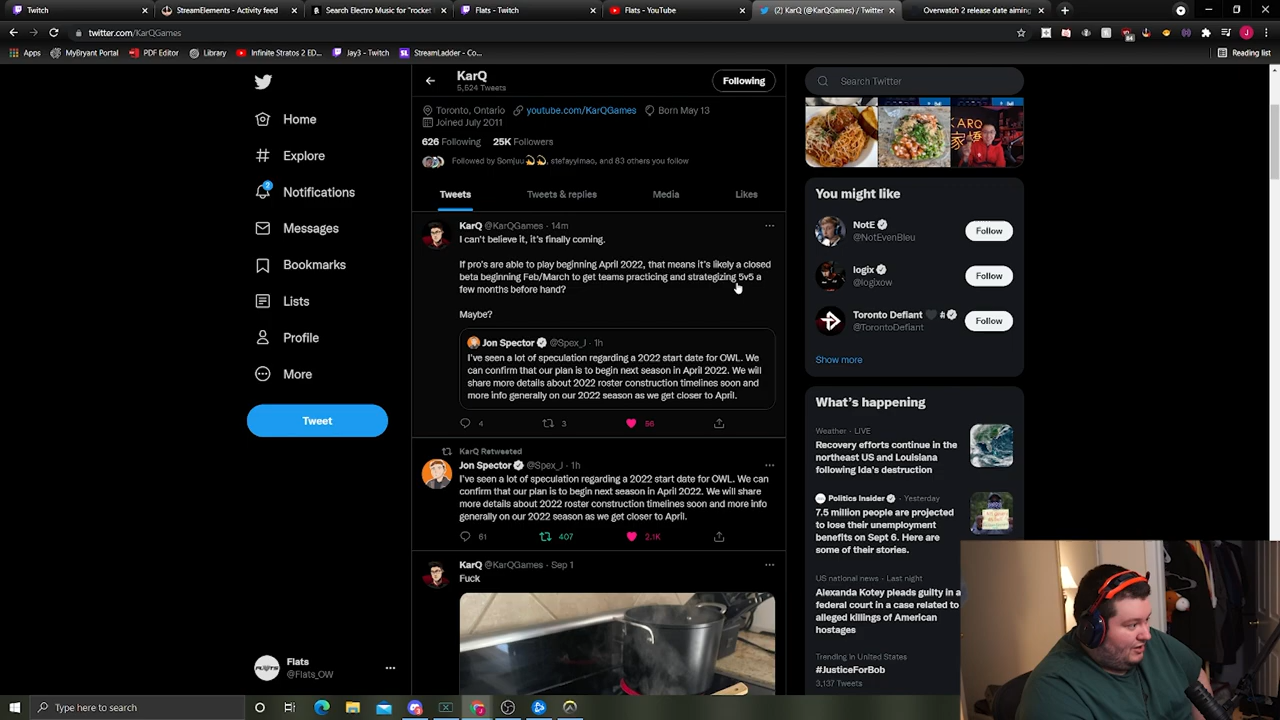 Twitch
StreamElements - Activity feed
Search Electro Music for "rocket
Flats - Twitch
Flats - YouTube
(2) KarQ (@KarQGames) / Twitter
Overwatch 2 release date aiming
twitter.com/KarQGames
Apps
MyBryant Portal
PDF Editor
Library
Infinite Stratos 2 ED...
Jay3 - Twitch
StreamLadder - Co...
Reading list
Home
Explore
2
Notifications
Messages
Bookmarks
Lists
Profile
More
Tweet
Flats
@Flats_OW
KarQ
5,624 Tweets
Following
Toronto, Ontario youtube.com/KarQGames Born May 13
Joined July 2011
626 Following 25K Followers
Followed by Somjuu, stefayylmao, and 83 others you follow
Tweets
Tweets & replies
Media
Likes
KarQ @KarQGames · 14m
I can't believe it, it's finally coming.
If pro's are able to play beginning April 2022, that means it's likely a closed
beta beginning Feb/March to get teams practicing and strategizing 5v5 a
few months before hand?
Maybe?
Jon Spector @Spex_J · 1h
I've seen a lot of speculation regarding a 2022 start date for OWL. We
can confirm that our plan is to begin next season in April 2022. We will
share more details about 2022 roster construction timelines soon and
more info generally on our 2022 season as we get closer to April.
4 3 56
KarQ Retweeted
Jon Spector @Spex_J · 1h
I've seen a lot of speculation regarding a 2022 start date for OWL. We can
confirm that our plan is to begin next season in April 2022. We will share
more details about 2022 roster construction timelines soon and more info
generally on our 2022 season as we get closer to April.
61 407 2.1K
KarQ @KarQGames · Sep 1
Fuck
Search Twitter
KARQ
You might like
NotE
@NotEvenBleu
Follow
logix
@logixow
Follow
Toronto Defiant
@TorontoDefiant
Follow
Show more
What's happening
Weather · LIVE
Recovery efforts continue in the
northeast US and Louisiana
following Ida's destruction
Politics Insider · Yesterday
7.5 million people are projected
to lose their unemployment
benefits on Sept 6. Here are
some of their stories.
US national news · Last night
Alexanda Kotey pleads guilty in a
federal court in a case related to
alleged killings of American
hostages
Trending in United States
#JusticeForBob
3,137 Tweets
Type here to search